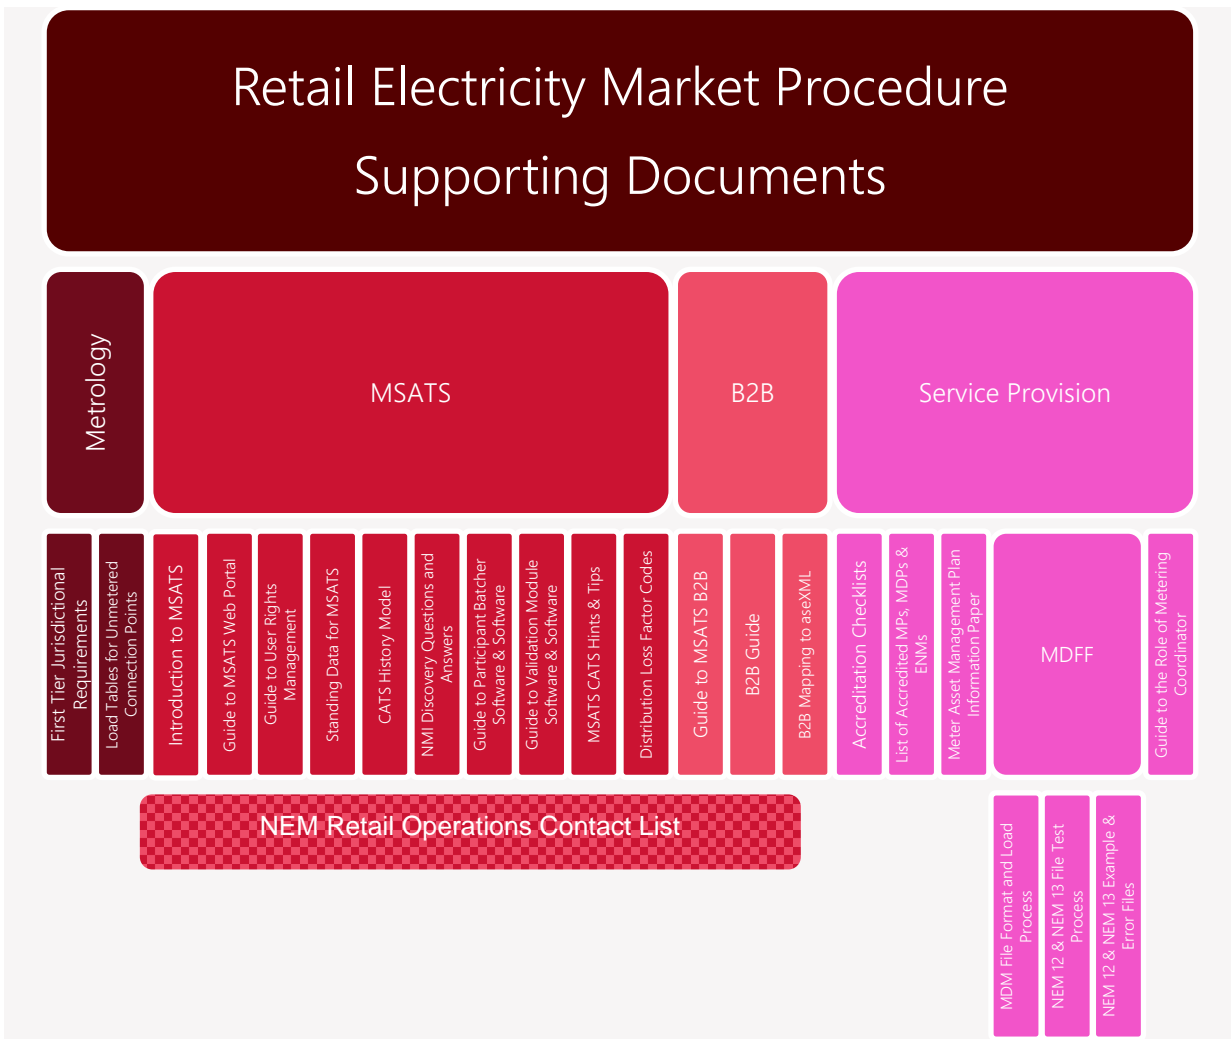 Retail Electricity Market Procedure
Supporting Documents
Metrology
MSATS
B2B
Service Provision
First Tier Jurisdictional
Requirements
Load Tables for Unmetered
Connection Points
Introduction to MSATS
Guide to MSATS Web Portal
Guide to User Rights
Management
Standing Data for MSATS
CATS History Model
NMI Discovery Questions and
Answers
Guide to Participant Batcher
Software & Software
Guide to Validation Module
Software & Software
MSATS CATS Hints & Tips
Distribution Loss Factor Codes
Guide to MSATS B2B
B2B Guide
B2B Mapping to aseXML
Accreditation Checklists
List of Accredited MPs, MDPs &
ENMs
Meter Asset Management Plan
Information Paper
MDFF
Guide to the Role of Metering
Coordinator
NEM Retail Operations Contact List
MDM File Format and Load
Process
NEM 12 & NEM 13 File Test
Process
NEM 12 & NEM 13 Example &
Error Files